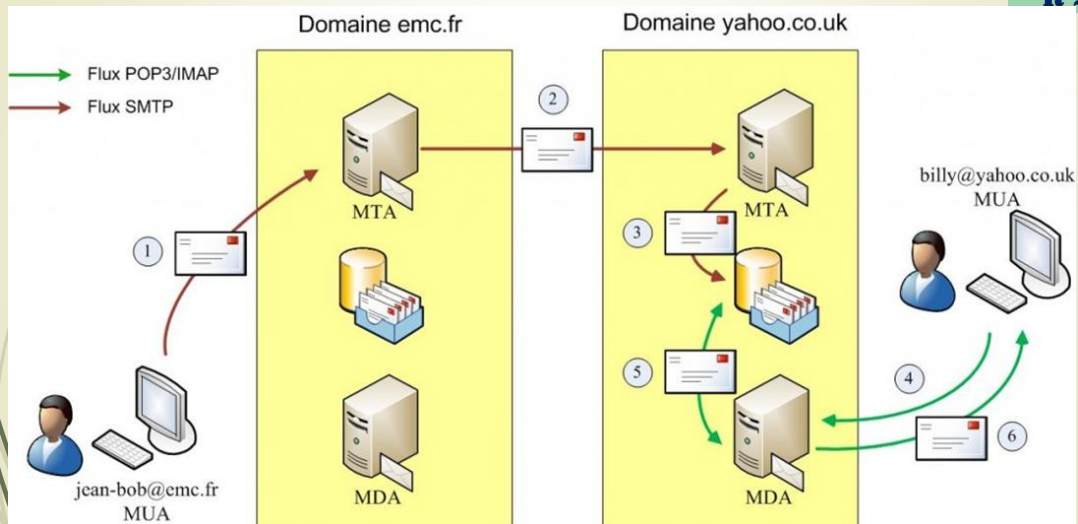 Domaine emc.fr
Domaine yahoo.co.uk
Flux POP3/IMAP
Flux SMTP
2
MTA
MTA
billy@yahoo.co.uk
MUA
1
3
5
4
6
jean-bob@emc.fr
MUA
MDA
MDA